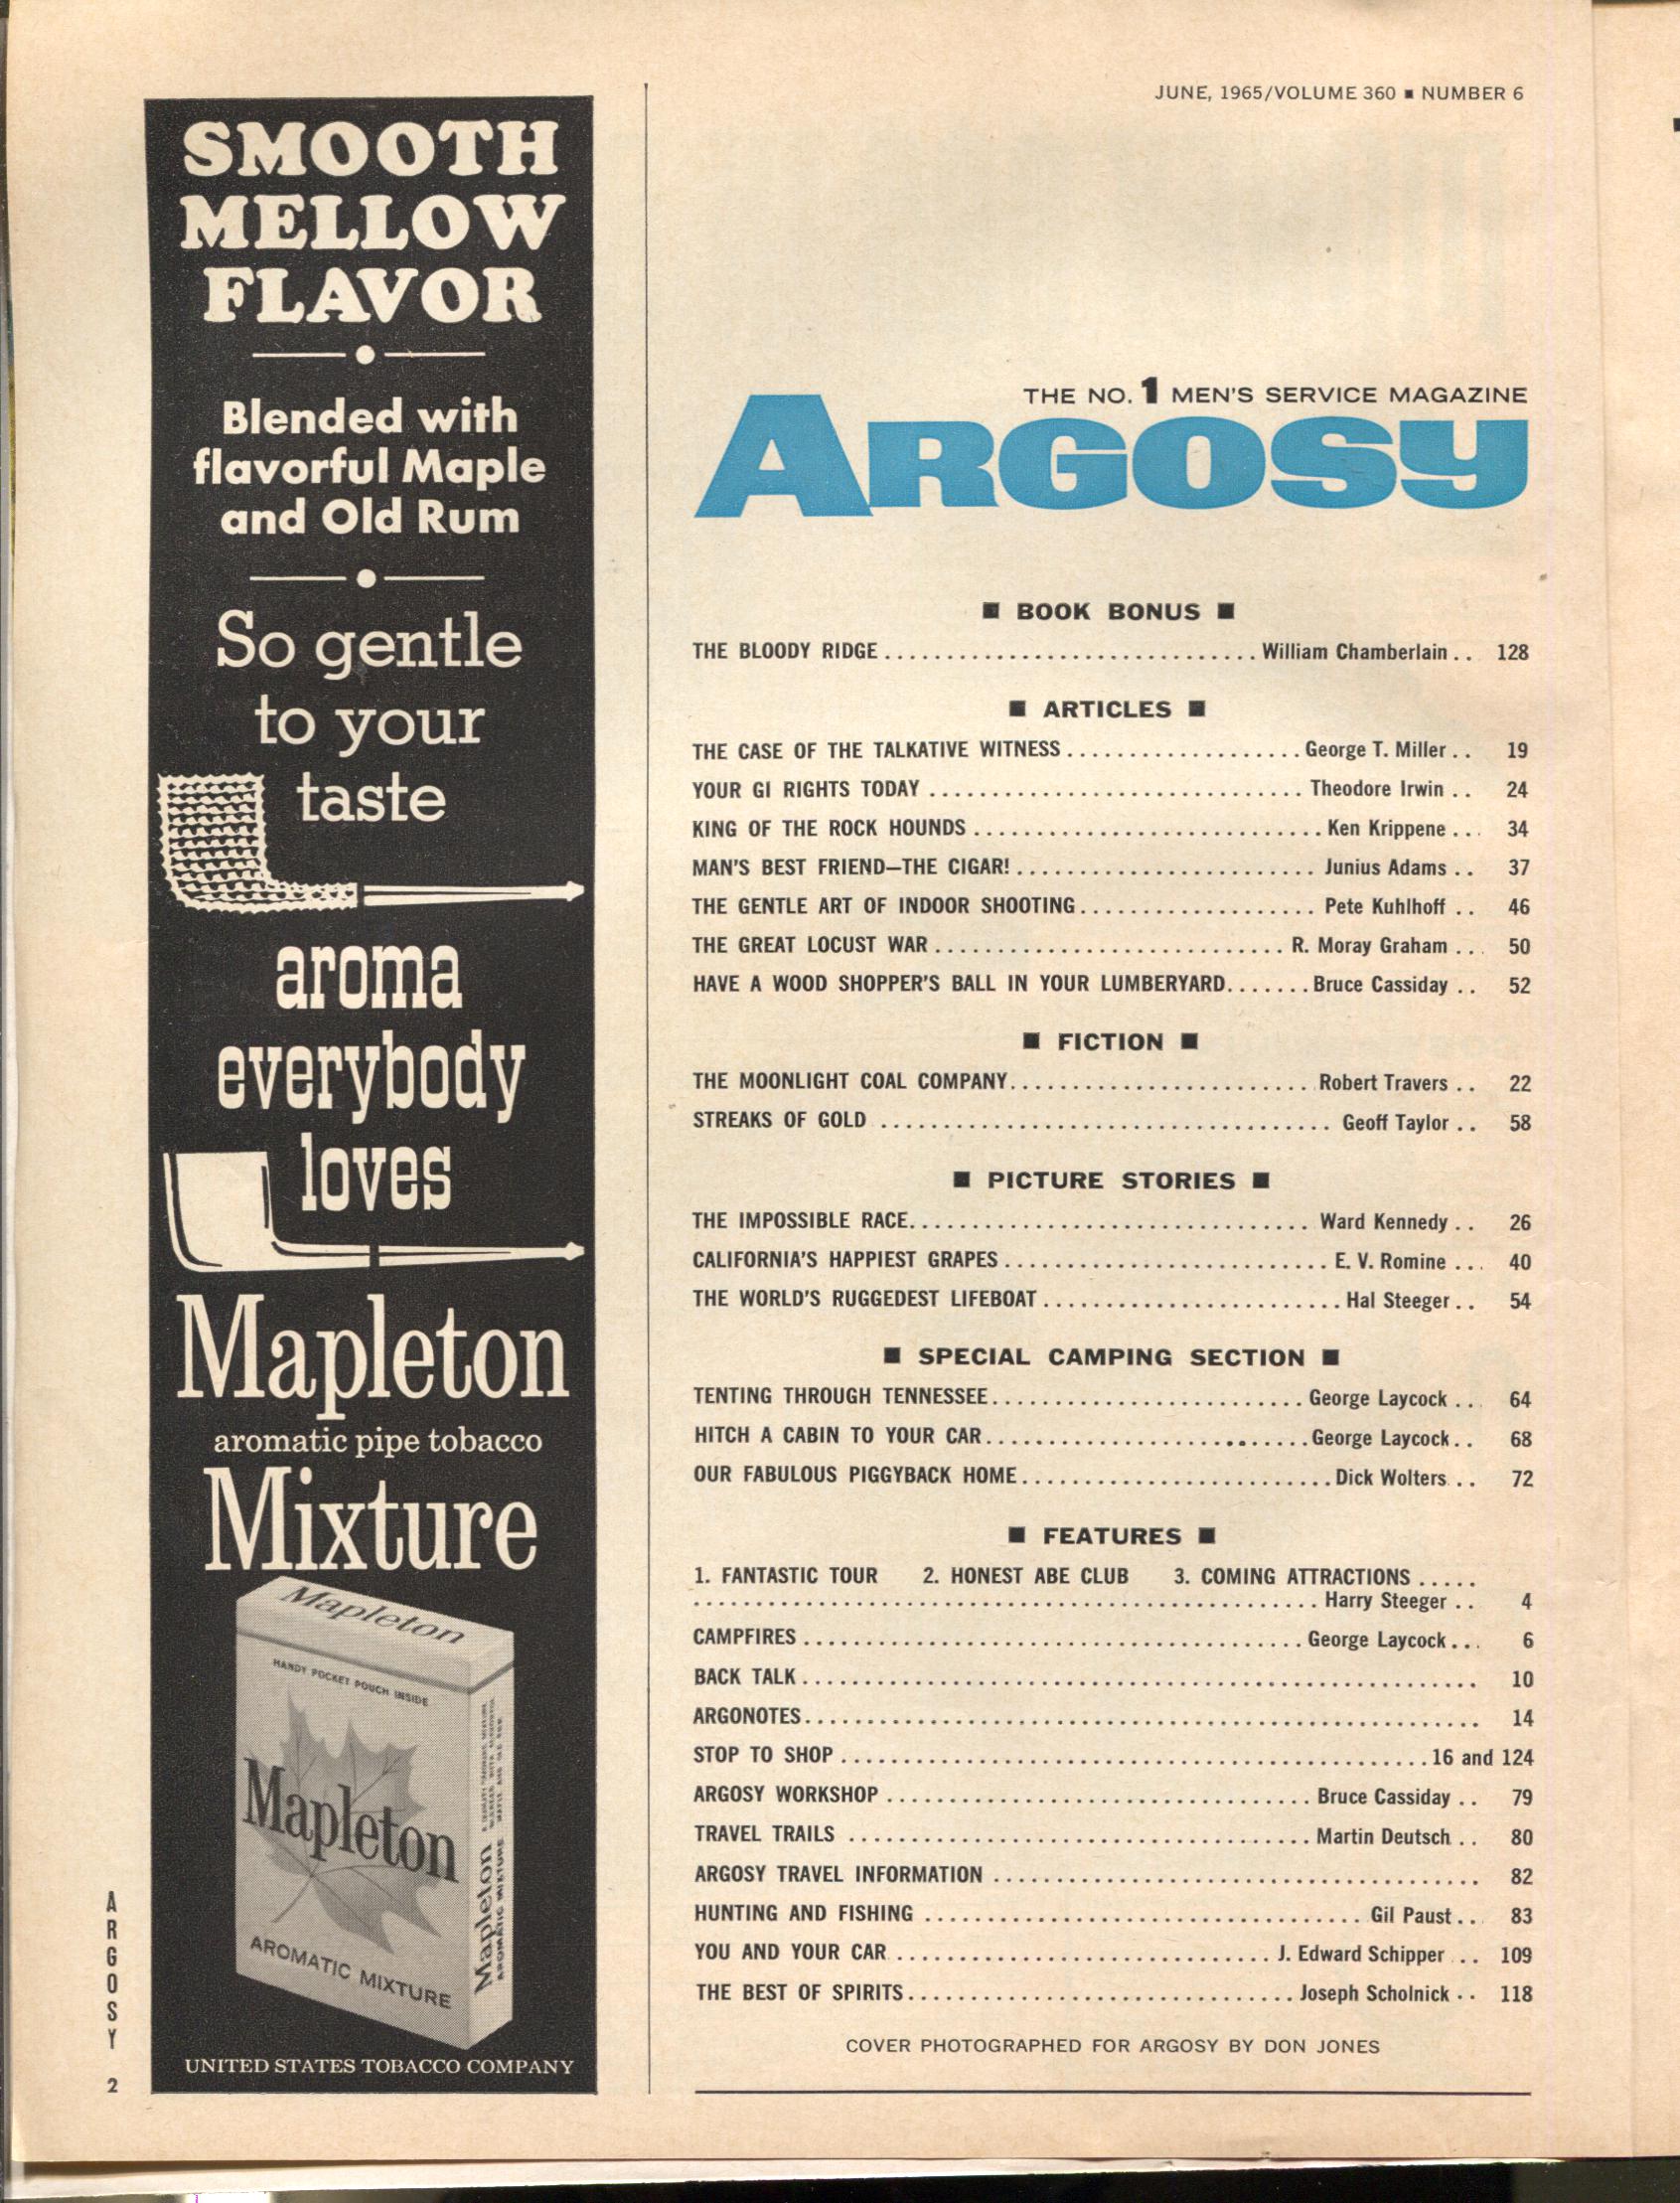 SMOOTH
MELLOW
FLAVOR
Blended with
flavorful Maple
and Old Rum
So gentle
to your
taste
aroma
everybody
loves
Mapleton
aromatic pipe tobacco
Mixture
Mapleton
HANDY POCKET POUCH INSIDE
Mapleton
AROMATIC MIXTURE
Mapleton
AROMATIC MIXTURE
UNITED STATES TOBACCO COMPANY
ARGOSY 2
JUNE, 1965/VOLUME 360 ■ NUMBER 6
THE NO. 1 MEN'S SERVICE MAGAZINE
ARGOSY
■ BOOK BONUS ■
THE BLOODY RIDGE.............................. William Chamberlain .. 128
■ ARTICLES ■
THE CASE OF THE TALKATIVE WITNESS................... George T. Miller .. 19
YOUR GI RIGHTS TODAY .............................. Theodore Irwin .. 24
KING OF THE ROCK HOUNDS ............................ Ken Krippene ... 34
MAN'S BEST FRIEND—THE CIGAR! ........................ Junius Adams .. 37
THE GENTLE ART OF INDOOR SHOOTING................... Pete Kuhlhoff .. 46
THE GREAT LOCUST WAR ............................ R. Moray Graham ... 50
HAVE A WOOD SHOPPER'S BALL IN YOUR LUMBERYARD....... Bruce Cassiday .. 52
■ FICTION ■
THE MOONLIGHT COAL COMPANY......................... Robert Travers .. 22
STREAKS OF GOLD .................................... Geoff Taylor .. 58
■ PICTURE STORIES ■
THE IMPOSSIBLE RACE................................ Ward Kennedy .. 26
CALIFORNIA'S HAPPIEST GRAPES .......................... E. V. Romine ... 40
THE WORLD'S RUGGEDEST LIFEBOAT ........................ Hal Steeger .. 54
■ SPECIAL CAMPING SECTION ■
TENTING THROUGH TENNESSEE......................... George Laycock ... 64
HITCH A CABIN TO YOUR CAR.......................... George Laycock .. 68
OUR FABULOUS PIGGYBACK HOME......................... Dick Wolters ... 72
■ FEATURES ■
1. FANTASTIC TOUR 2. HONEST ABE CLUB 3. COMING ATTRACTIONS .....
.................................................. Harry Steeger .. 4
CAMPFIRES ........................................ George Laycock ... 6
BACK TALK ...................................................... 10
ARGONOTES ...................................................... 14
STOP TO SHOP ............................................... 16 and 124
ARGOSY WORKSHOP .................................. Bruce Cassiday .. 79
TRAVEL TRAILS ..................................... Martin Deutsch .. 80
ARGOSY TRAVEL INFORMATION ....................................... 82
HUNTING AND FISHING ................................... Gil Paust ... 83
YOU AND YOUR CAR .............................. J. Edward Schipper ... 109
THE BEST OF SPIRITS............................... Joseph Scholnick .. 118
COVER PHOTOGRAPHED FOR ARGOSY BY DON JONES